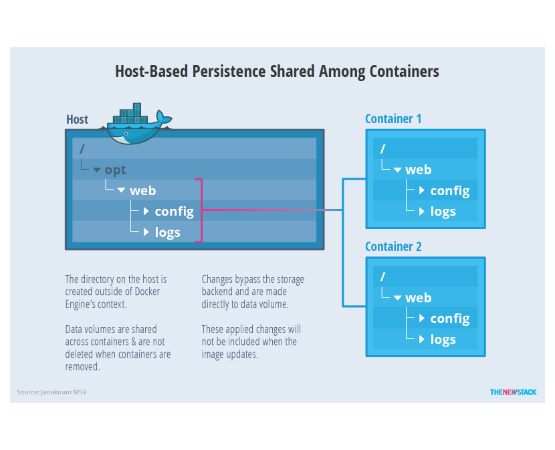 Host-Based Persistence Shared Among Containers
Host
/
opt
web
config
logs
Container 1
/
web
config
logs
Container 2
/
web
config
logs
The directory on the host is
created outside of Docker
Engine's context.
Data volumes are shared
across containers & are not
deleted when containers are
removed.
Changes bypass the storage
backend and are made
directly to data volume.
These applied changes will
not be included when the
image updates.
Source: Janakiram MSV
THENEWSTACK